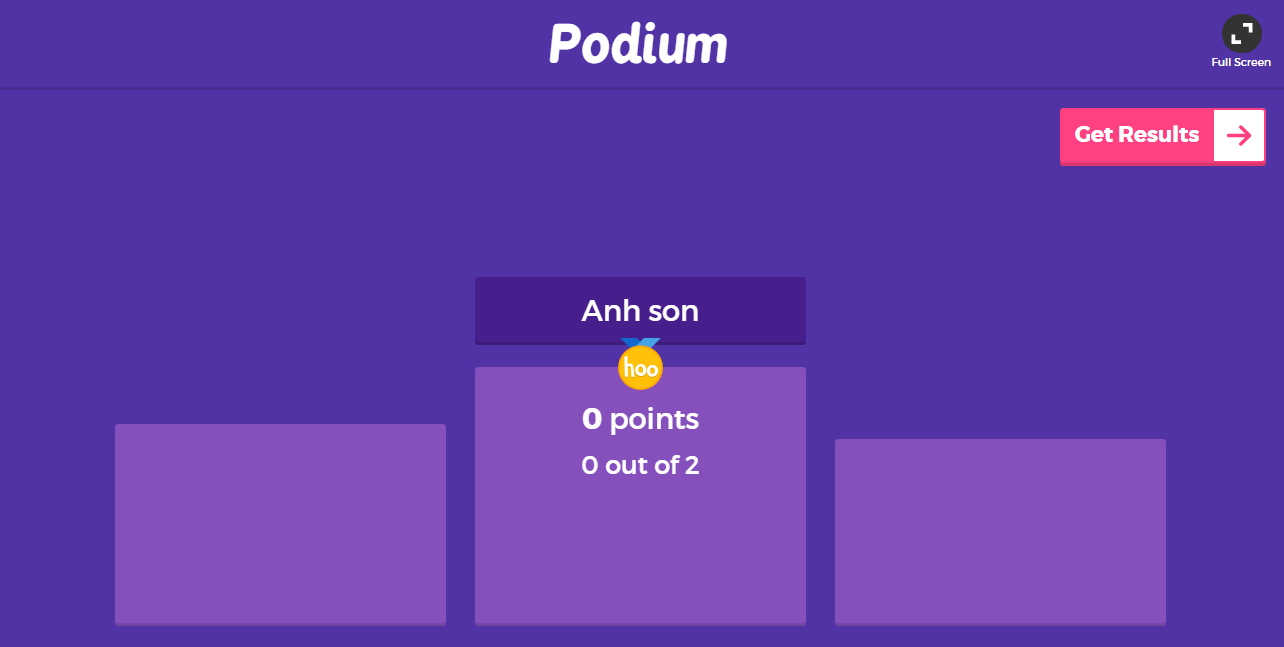 Podium
Full Screen
Get Results
Anh son
hoo
0 points
0 out of 2